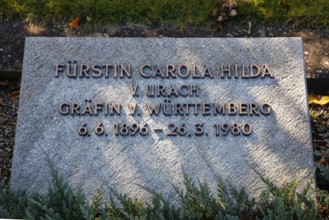 FÜRSTIN CAROLA HILDA
V. URACH
GRÄFIN V. WÜRTTEMBERG
6. 6. 1896 – 26. 3. 1980